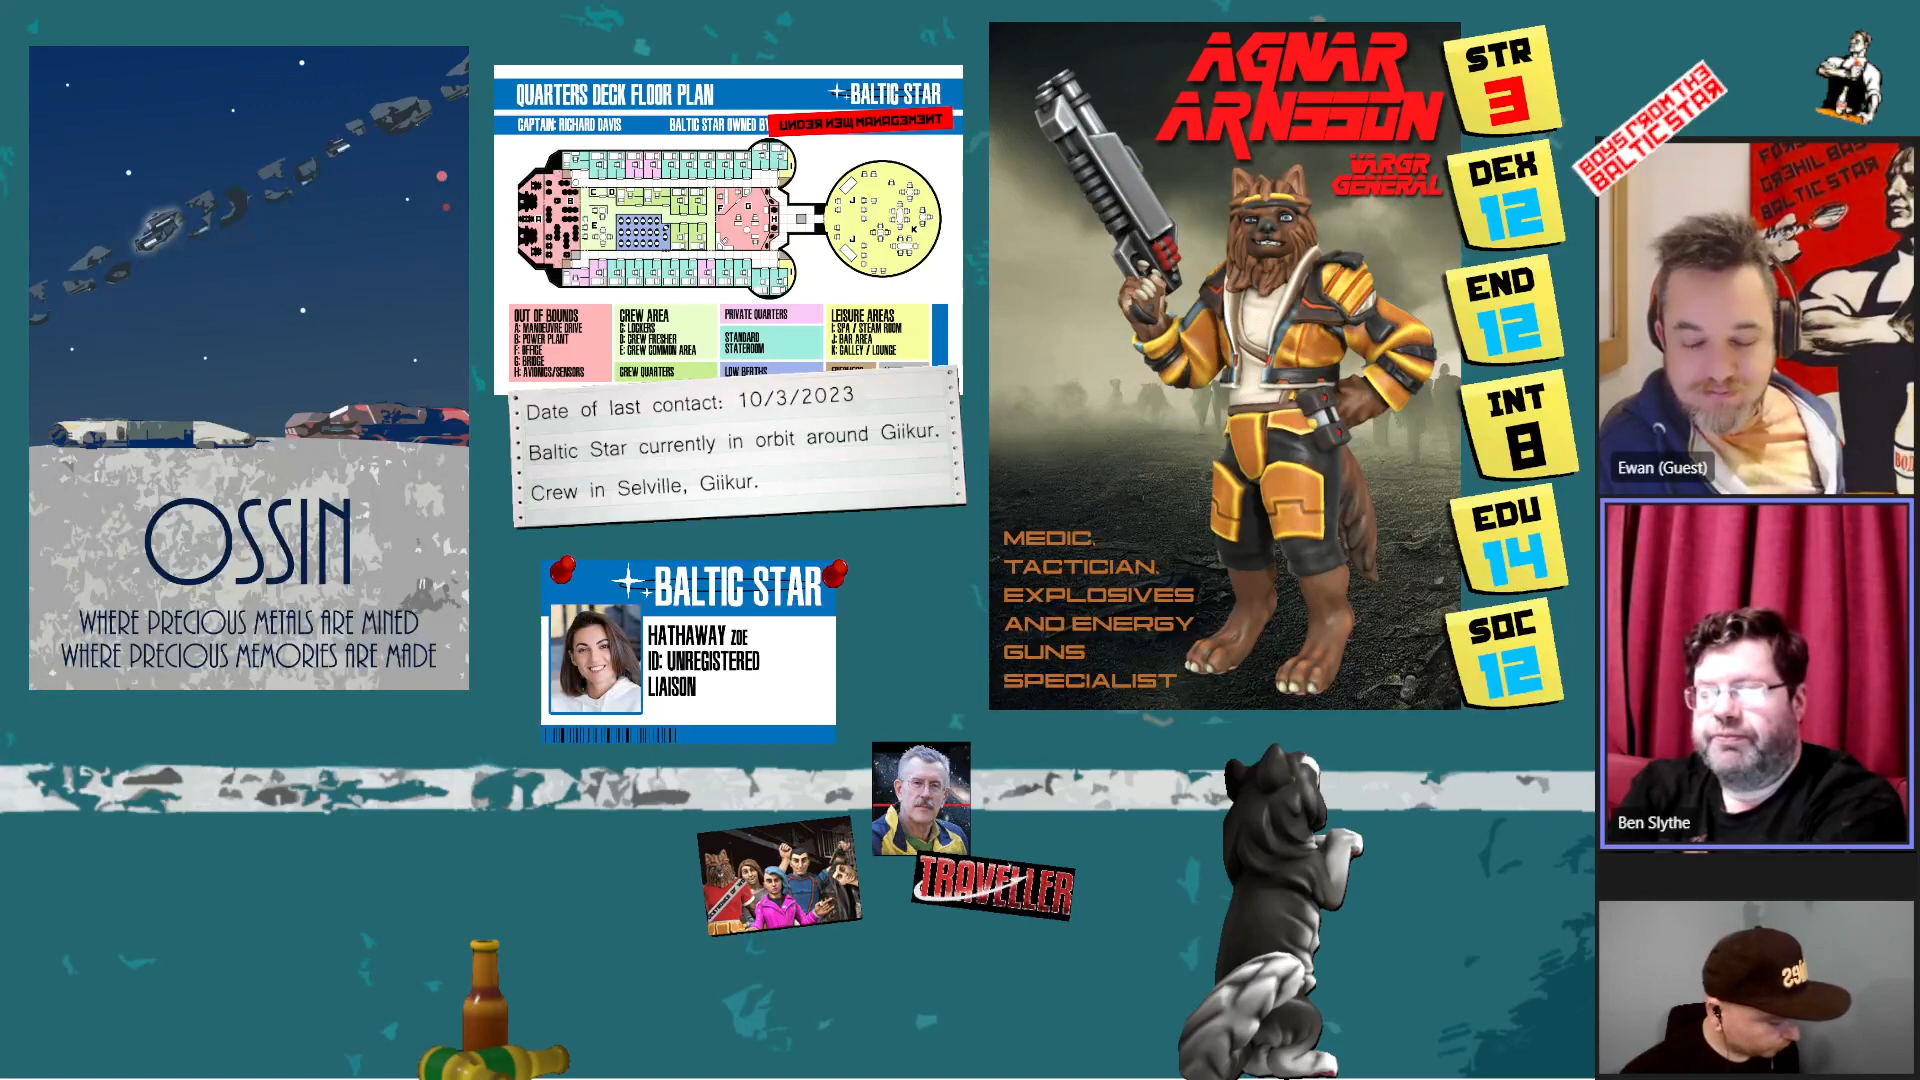 OSSIN
WHERE PRECIOUS METALS ARE MINED
WHERE PRECIOUS MEMORIES ARE MADE
QUARTERS DECK FLOOR PLAN
BALTIC STAR
CAPTAIN: RICHARD DAVIS
BALTIC STAR OWNED BY
UNDER NEW MANAGEMENT
A
B
C
D
E
F
G
H
I
I
J
J
K
OUT OF BOUNDS
A: MANOEUVRE DRIVE
B: POWER PLANT
F: OFFICE
G: BRIDGE
H: AVIONICS/SENSORS
CREW AREA
C: LOCKERS
D: CREW FRESHER
E: CREW COMMON AREA
CREW QUARTERS
PRIVATE QUARTERS
STANDARD
STATEROOM
LOW BERTHS
LEISURE AREAS
I: SPA / STEAM ROOM
J: BAR AREA
K: GALLEY / LOUNGE
Date of last contact: 10/3/2023
Baltic Star currently in orbit around Giikur.
Crew in Selville, Giikur.
BALTIC STAR
HATHAWAY ZOE
ID: UNREGISTERED
LIAISON
TRAVELLER
AGNAR
ARNESSON
VARGR
GENERAL
MEDIC,
TACTICIAN,
EXPLOSIVES
AND ENERGY
GUNS
SPECIALIST
STR
3
DEX
12
END
12
INT
8
EDU
14
SOC
12
BOYS FROM THE
BALTIC STAR
BALTIC STAR
Ewan (Guest)
Ben Slythe